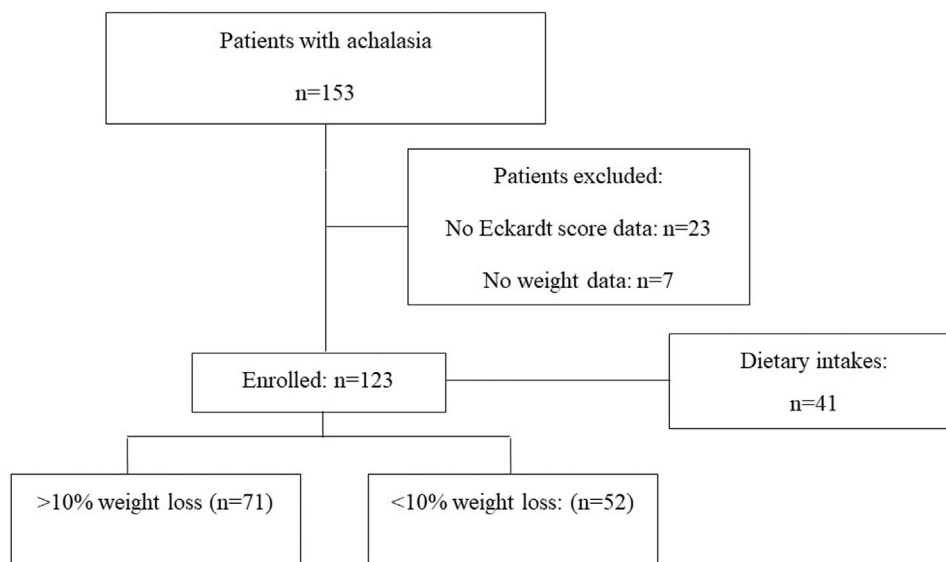 Patients with achalasia
n=153
Patients excluded:
No Eckardt score data: n=23
No weight data: n=7
Enrolled: n=123
Dietary intakes:
n=41
>10% weight loss (n=71)
<10% weight loss: (n=52)